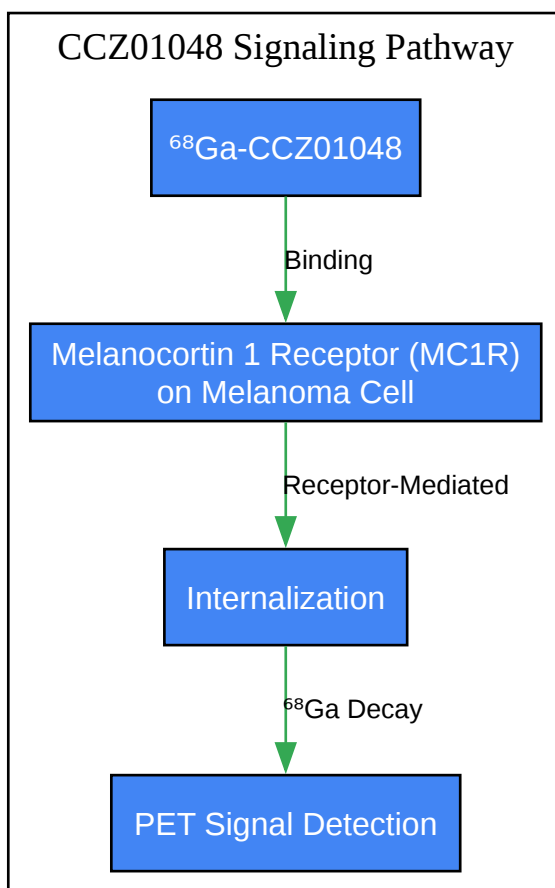 CCZ01048 Signaling Pathway
⁶⁸Ga-CCZ01048
Binding
Melanocortin 1 Receptor (MC1R)
on Melanoma Cell
Receptor-Mediated
Internalization
⁶⁸Ga Decay
PET Signal Detection